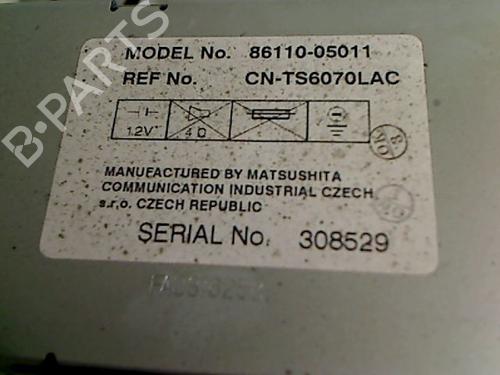 MODEL No. 86110-05011
REF No. CN-TS6070LAC
12V
4Ω
MANUFACTURED BY MATSUSHITA
COMMUNICATION INDUSTRIAL CZECH
s.r.o. CZECH REPUBLIC
SERIAL No. 308529
B-PARTS